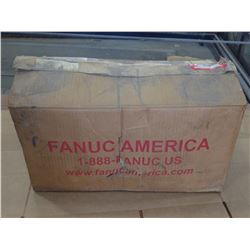 FANUC AMERICA
1-888-FANUC US
www.fanucamerica.com